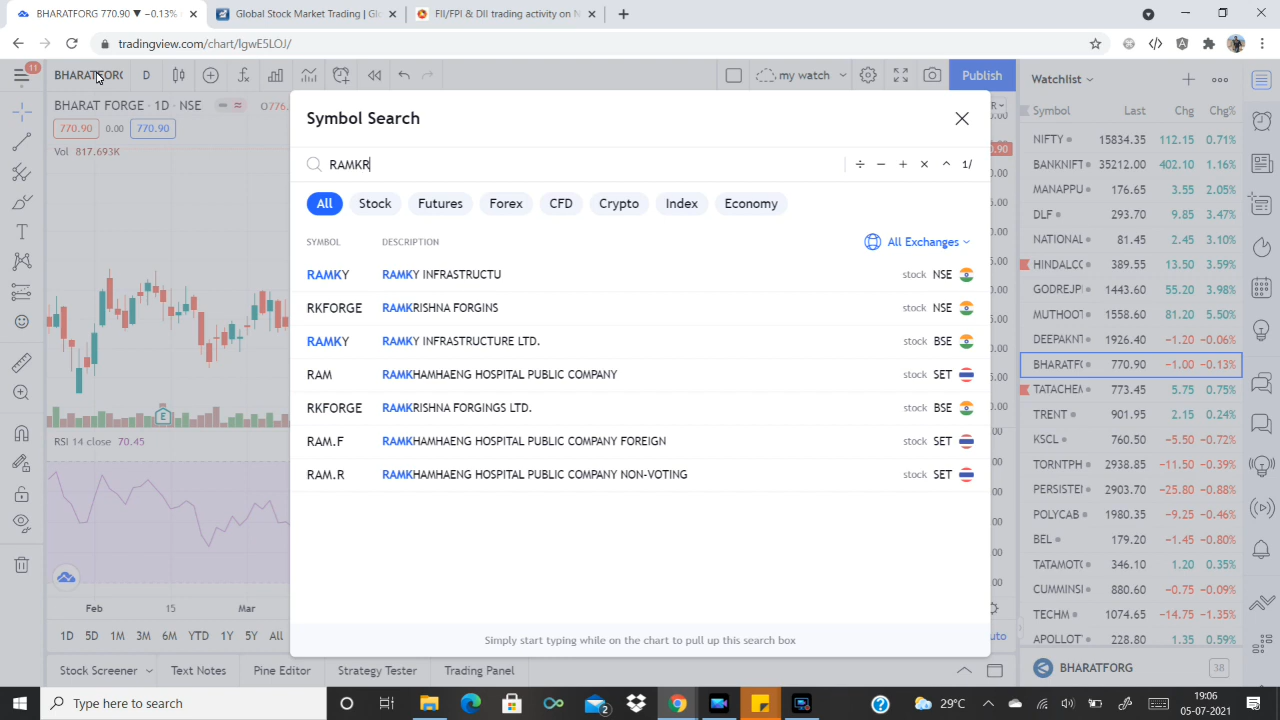 BHARATFORG 770.90 ▼ −0.13%
Global Stock Market Trading | Glo
FII/FPI & DII trading activity on N
tradingview.com/chart/lgwE5LOJ/
11
BHARATFORG
D
my watch
Publish
BHARAT FORGE · 1D · NSE
O776.
770.90 0.00 770.90
Vol 817.693K
RSI 14 close 70.45
E
Feb 15 Mar
1D 5D 1M 3M 6M YTD 1Y 5Y All
Symbol Search
RAMKR
÷ − + × ^ 1/
All Stock Futures Forex CFD Crypto Index Economy
SYMBOL DESCRIPTION All Exchanges
RAMKY RAMKY INFRASTRUCTU stock NSE
RKFORGE RAMKRISHNA FORGINS stock NSE
RAMKY RAMKY INFRASTRUCTURE LTD. stock BSE
RAM RAMKHAMHAENG HOSPITAL PUBLIC COMPANY stock SET
RKFORGE RAMKRISHNA FORGINGS LTD. stock BSE
RAM.F RAMKHAMHAENG HOSPITAL PUBLIC COMPANY FOREIGN stock SET
RAM.R RAMKHAMHAENG HOSPITAL PUBLIC COMPANY NON-VOTING stock SET
Simply start typing while on the chart to pull up this search box
Watchlist
Symbol Last Chg Chg%
NIFTY 15834.35 112.15 0.71%
BANKNIFT 35212.00 402.10 1.16%
MANAPPU 176.65 3.55 2.05%
DLF 293.70 9.85 3.47%
NATIONAL 81.45 2.45 3.10%
HINDALCO 389.55 13.50 3.59%
GODREJPI 1443.60 55.20 3.98%
MUTHOOT 1558.60 81.20 5.50%
DEEPAKNT 1926.40 −1.20 −0.06%
BHARATFO 770.90 −1.00 −0.13%
TATACHEM 773.45 5.75 0.75%
TRENT 901.95 2.15 0.24%
KSCL 760.50 −5.50 −0.72%
TORNTPH 2938.85 −11.50 −0.39%
PERSISTEN 2903.70 −25.80 −0.88%
POLYCAB 1980.35 −9.25 −0.46%
BEL 179.20 −1.45 −0.80%
TATAMOTO 346.10 1.20 0.35%
CUMMINSI 880.60 −0.75 −0.09%
TECHM 1074.65 −14.75 −1.35%
APOLLOT 228.80 1.35 0.59%
BHARATFORG 38
Stock Screener Text Notes Pine Editor Strategy Tester Trading Panel
Type here to search
2
29°C
19:06
05-07-2021